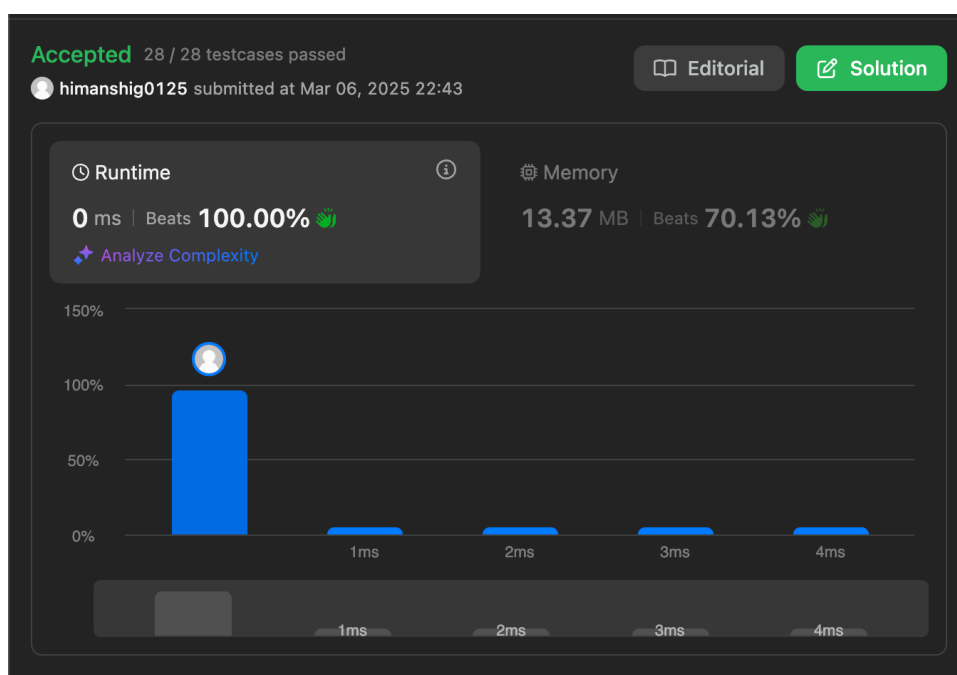 Accepted 28 / 28 testcases passed
Editorial
Solution
himanshig0125 submitted at Mar 06, 2025 22:43
Runtime
0 ms | Beats 100.00%
Analyze Complexity
Memory
13.37 MB | Beats 70.13%
150%
100%
50%
0%
1ms 2ms 3ms 4ms
1ms 2ms 3ms 4ms